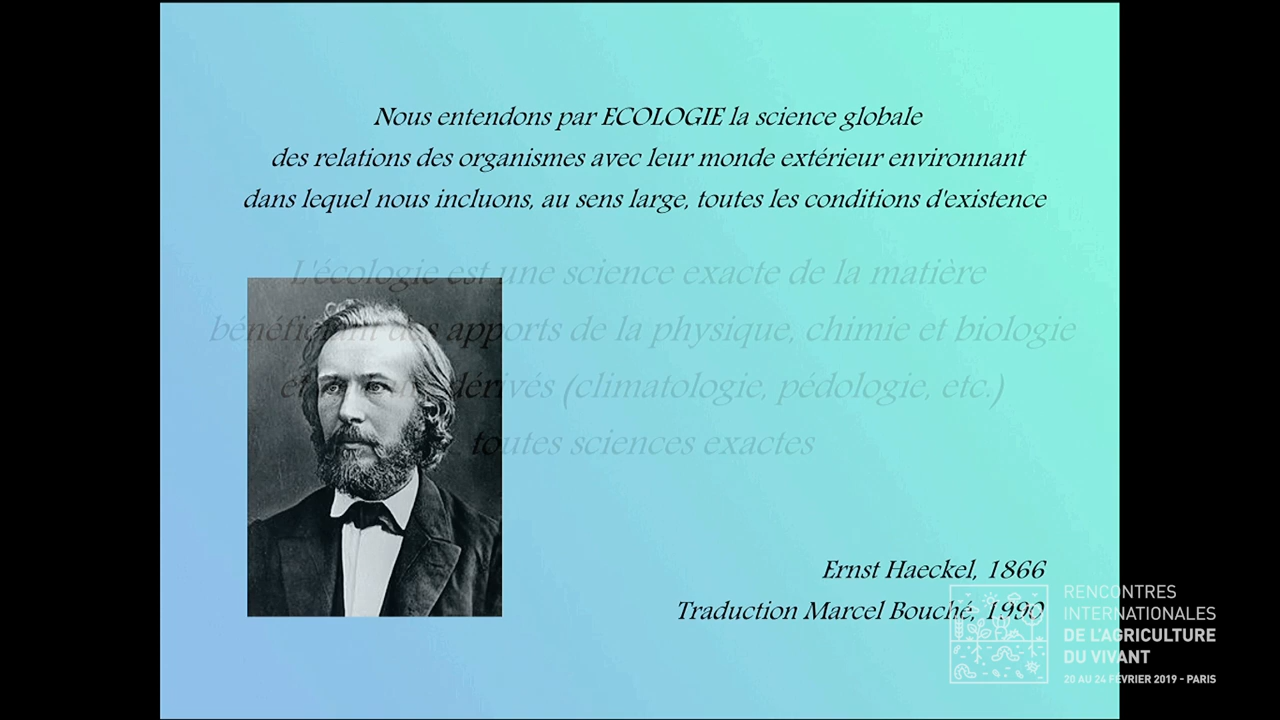 Nous entendons par ECOLOGIE la science globale
des relations des organismes avec leur monde extérieur environnant
dans lequel nous incluons, au sens large, toutes les conditions d'existence
L'écologie est une science exacte de la matière
bénéficiant des apports de la physique, chimie et biologie
dérivés (climatologie, pédologie, etc.)
toutes sciences exactes
Ernst Haeckel, 1866
Traduction Marcel Bouché, 1990
RENCONTRES
INTERNATIONALES
DE L'AGRICULTURE
DU VIVANT
20 AU 24 FÉVRIER 2019 - PARIS